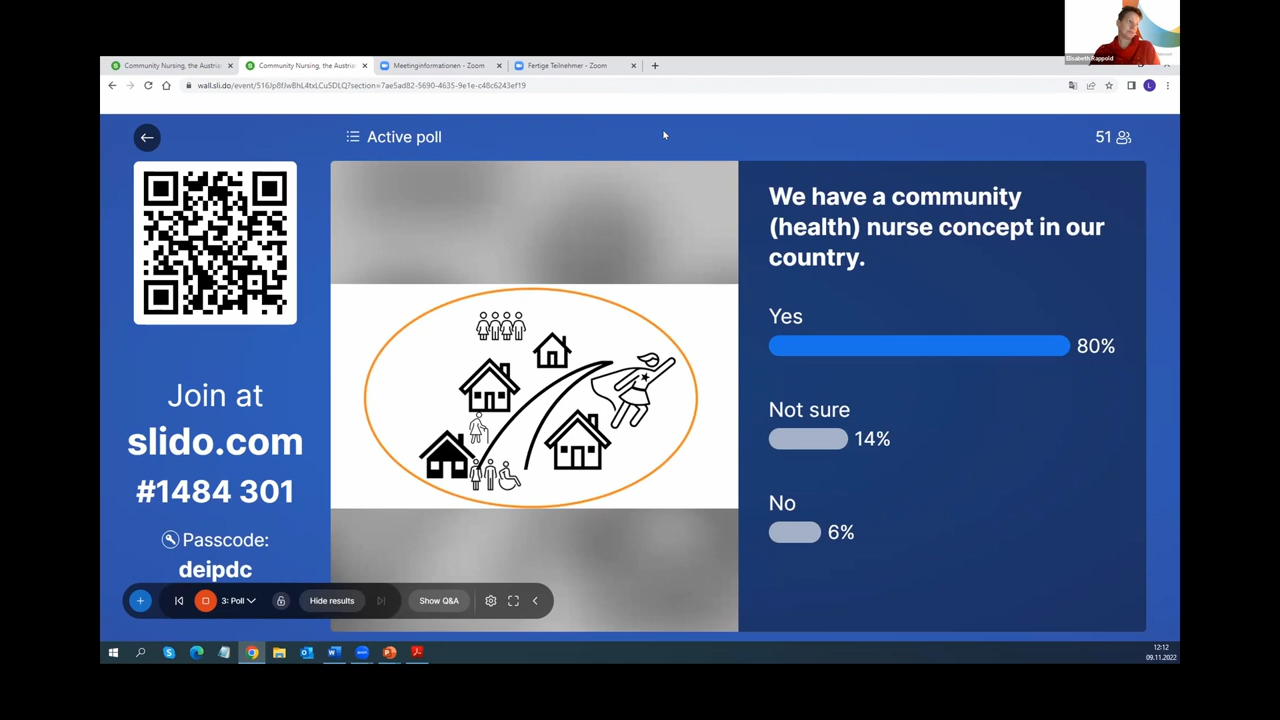 Elisabeth Rappold
Community Nursing, the Austria
Community Nursing, the Austria
Meetinginformationen - Zoom
Fertige Teilnehmer - Zoom
wall.sli.do/event/516Jp8fJwBhL4txLCu5DLQ?section=7ae5ad82-5690-4635-9e1e-c48c6243ef19
L
Active poll
51
Join at
slido.com
#1484 301
Passcode:
deipdc
We have a community
(health) nurse concept in our
country.
Yes
80%
Not sure
14%
No
6%
3: Poll
Hide results
Show Q&A
12:12
09.11.2022